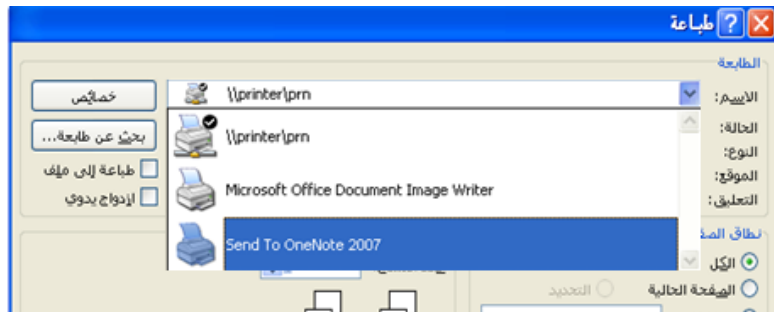 طباعة
الطابعة
الاسم: \\printer\prn خصائص
الحالة: \\printer\prn بحث عن طابعة...
النوع:
الموقع: Microsoft Office Document Image Writer طباعة إلى ملف
التعليق: ازدواج يدوي
نطاق Send To OneNote 2007
الكل
الصفحة الحالية التحديد